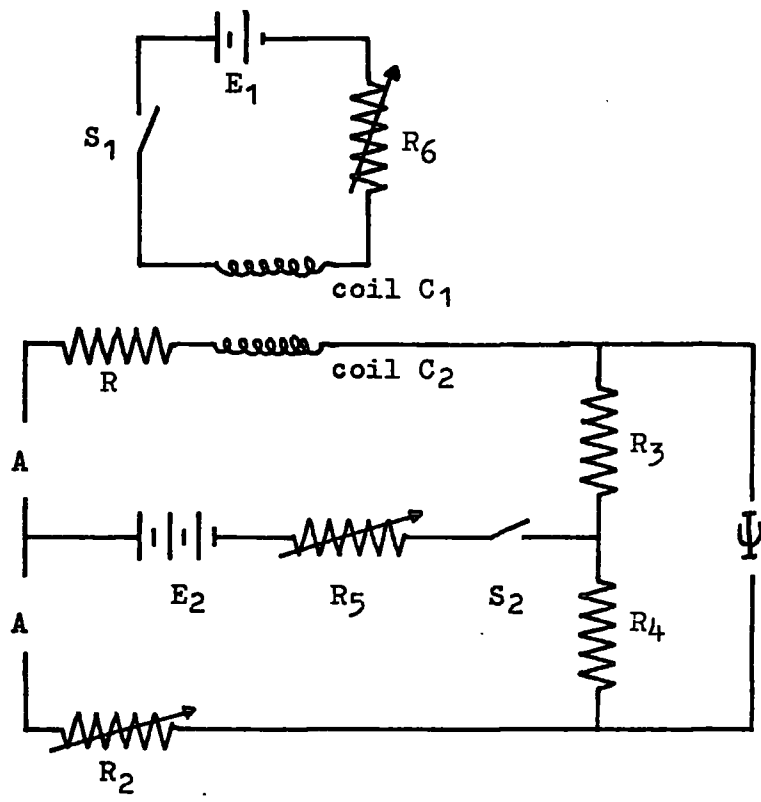 E₁
S₁
R₆
coil C₁
R
coil C₂
A
R₃
Ψ
E₂
R₅
S₂
A
R₄
R₂